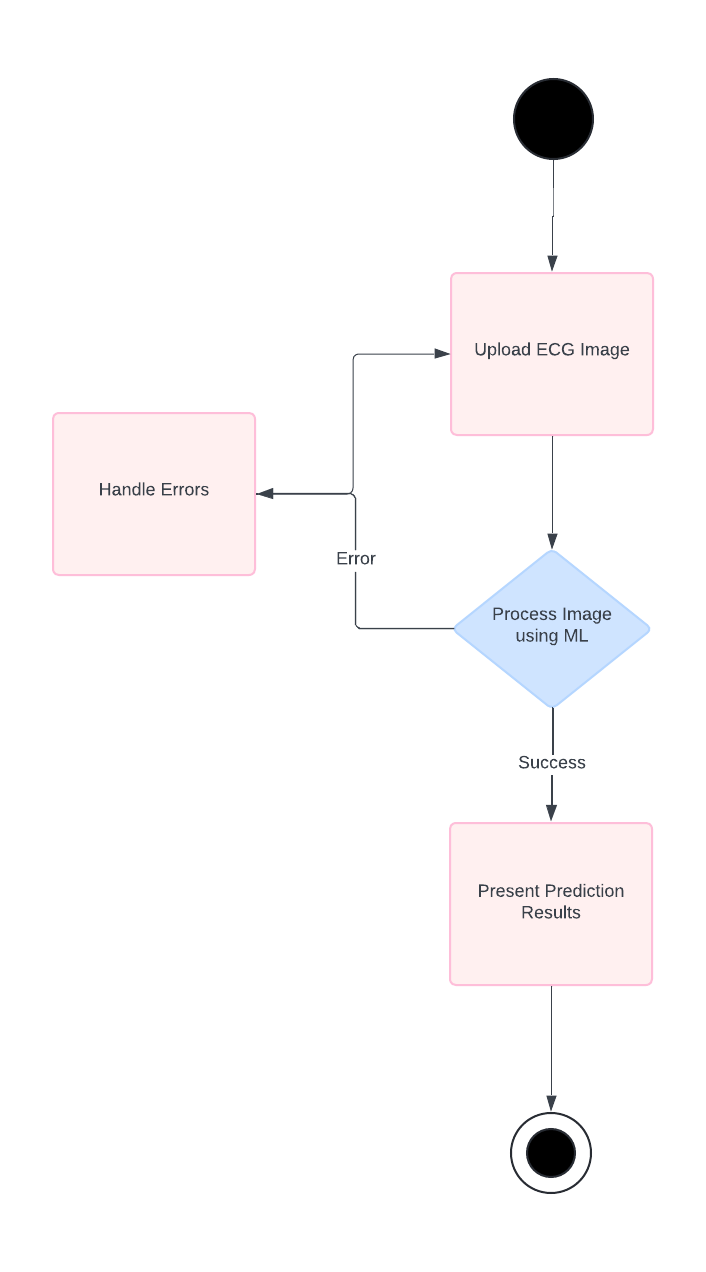 Upload ECG Image
Handle Errors
Error
Process Image
using ML
Success
Present Prediction
Results